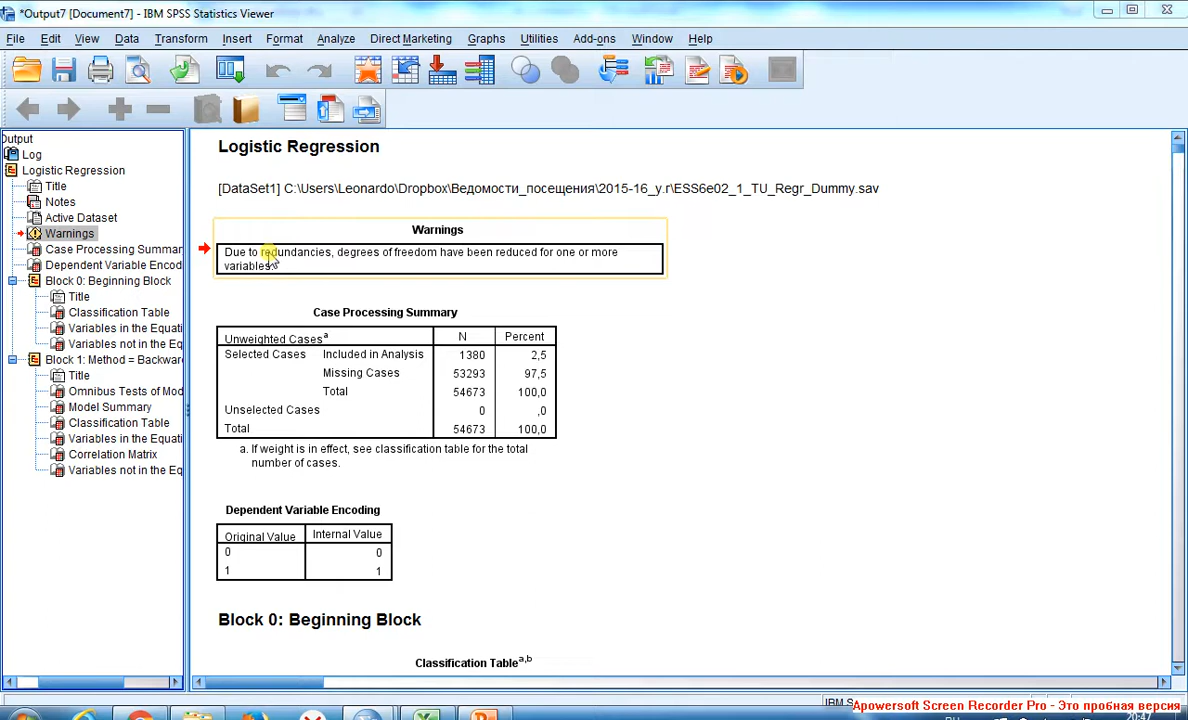 *Output7 [Document7] - IBM SPSS Statistics Viewer
File Edit View Data Transform Insert Format Analyze Direct Marketing Graphs Utilities Add-ons Window Help
Output
Log
Logistic Regression
Title
Notes
Active Dataset
Warnings
Case Processing Summar
Dependent Variable Encod
Block 0: Beginning Block
Title
Classification Table
Variables in the Equati
Variables not in the Eq
Block 1: Method = Backwar
Title
Omnibus Tests of Mod
Model Summary
Classification Table
Variables in the Equati
Correlation Matrix
Variables not in the Eq
Logistic Regression
[DataSet1] C:\Users\Leonardo\Dropbox\Ведомости_посещения\2015-16_y.r\ESS6e02_1_TU_Regr_Dummy.sav
Warnings
Due to redundancies, degrees of freedom have been reduced for one or more
variables.
Case Processing Summary
Unweighted Casesᵃ N Percent
Selected Cases Included in Analysis 1380 2,5
Missing Cases 53293 97,5
Total 54673 100,0
Unselected Cases 0 ,0
Total 54673 100,0
a. If weight is in effect, see classification table for the total
number of cases.
Dependent Variable Encoding
Original Value Internal Value
0 0
1 1
Block 0: Beginning Block
Classification Tableᵃ,ᵇ
Apowersoft Screen Recorder Pro - Это пробная версия